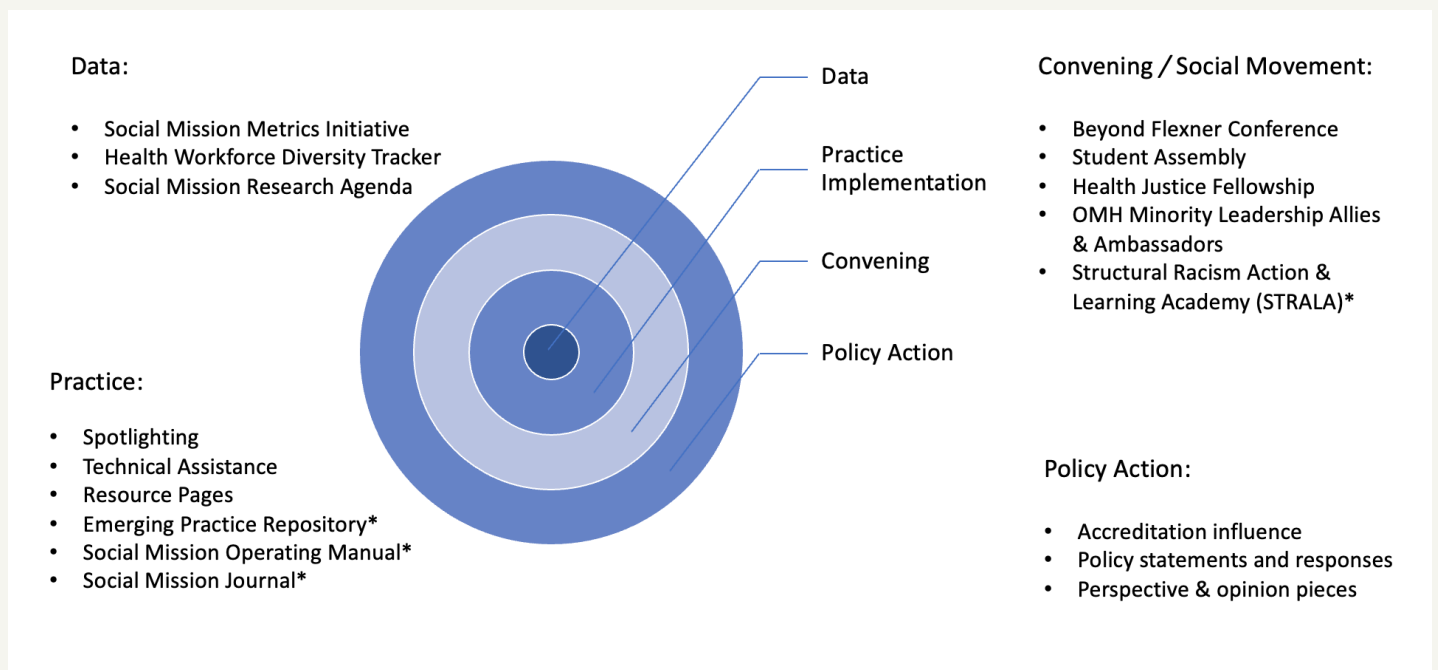 Data:
• Social Mission Metrics Initiative
• Health Workforce Diversity Tracker
• Social Mission Research Agenda
Practice:
• Spotlighting
• Technical Assistance
• Resource Pages
• Emerging Practice Repository*
• Social Mission Operating Manual*
• Social Mission Journal*
Data
Practice
Implementation
Convening
Policy Action
Convening / Social Movement:
• Beyond Flexner Conference
• Student Assembly
• Health Justice Fellowship
• OMH Minority Leadership Allies
& Ambassadors
• Structural Racism Action &
Learning Academy (STRALA)*
Policy Action:
• Accreditation influence
• Policy statements and responses
• Perspective & opinion pieces